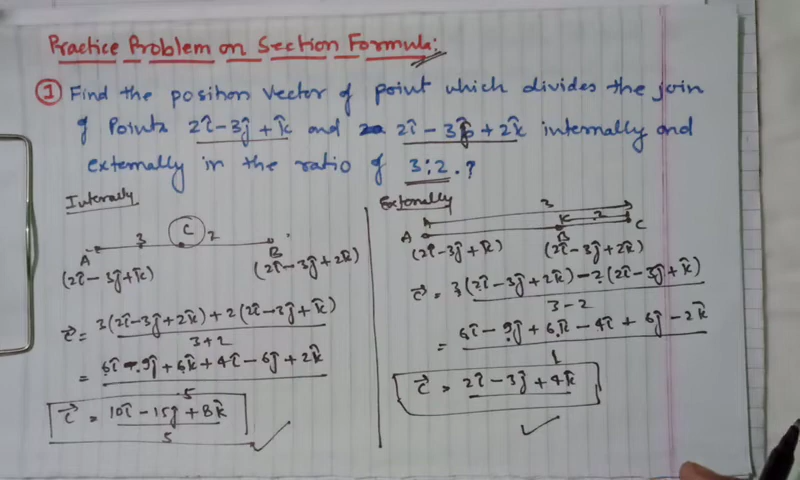 Practice Problem on Section Formula:
① Find the position vector of point which divides the join
of Points 2î-3ĵ+k̂ and 2î-3ĵ+2k̂ internally and
externally in the ratio of 3:2.?
Internally
3 C 2
A B
(2î-3ĵ+k̂) (2î-3ĵ+2k̂)
c⃗ = 3(2î-3ĵ+2k̂)+2(2î-3ĵ+k̂)
3+2
= 6î-9ĵ+6k̂+4î-6ĵ+2k̂
5
c⃗ = 10î-15ĵ+8k̂
5
Externally
3
2
A B C
(2î-3ĵ+k̂) (2î-3ĵ+2k̂)
c⃗ = 3(2î-3ĵ+2k̂)-2(2î-3ĵ+k̂)
3-2
= 6î-9ĵ+6k̂-4î+6ĵ-2k̂
1
c⃗ = 2î-3ĵ+4k̂